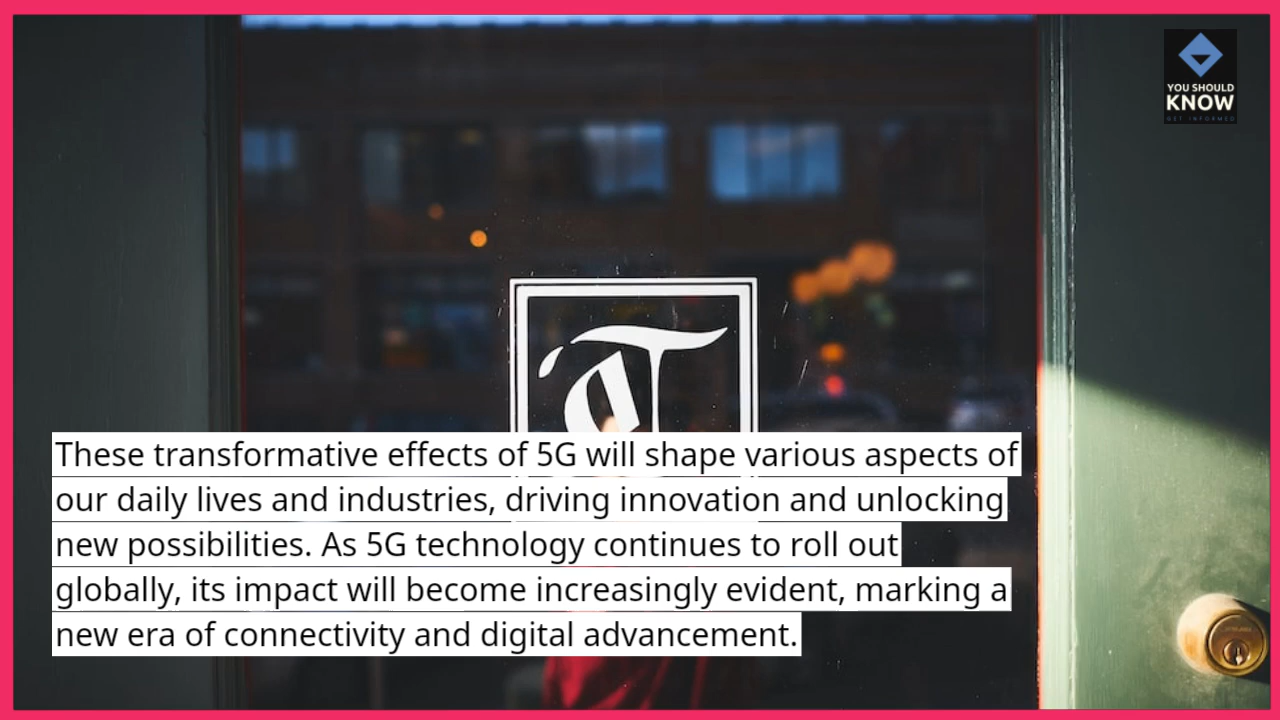 YOU SHOULD
KNOW
GET INFORMED
T
These transformative effects of 5G will shape various aspects of
our daily lives and industries, driving innovation and unlocking
new possibilities. As 5G technology continues to roll out
globally, its impact will become increasingly evident, marking a
new era of connectivity and digital advancement.